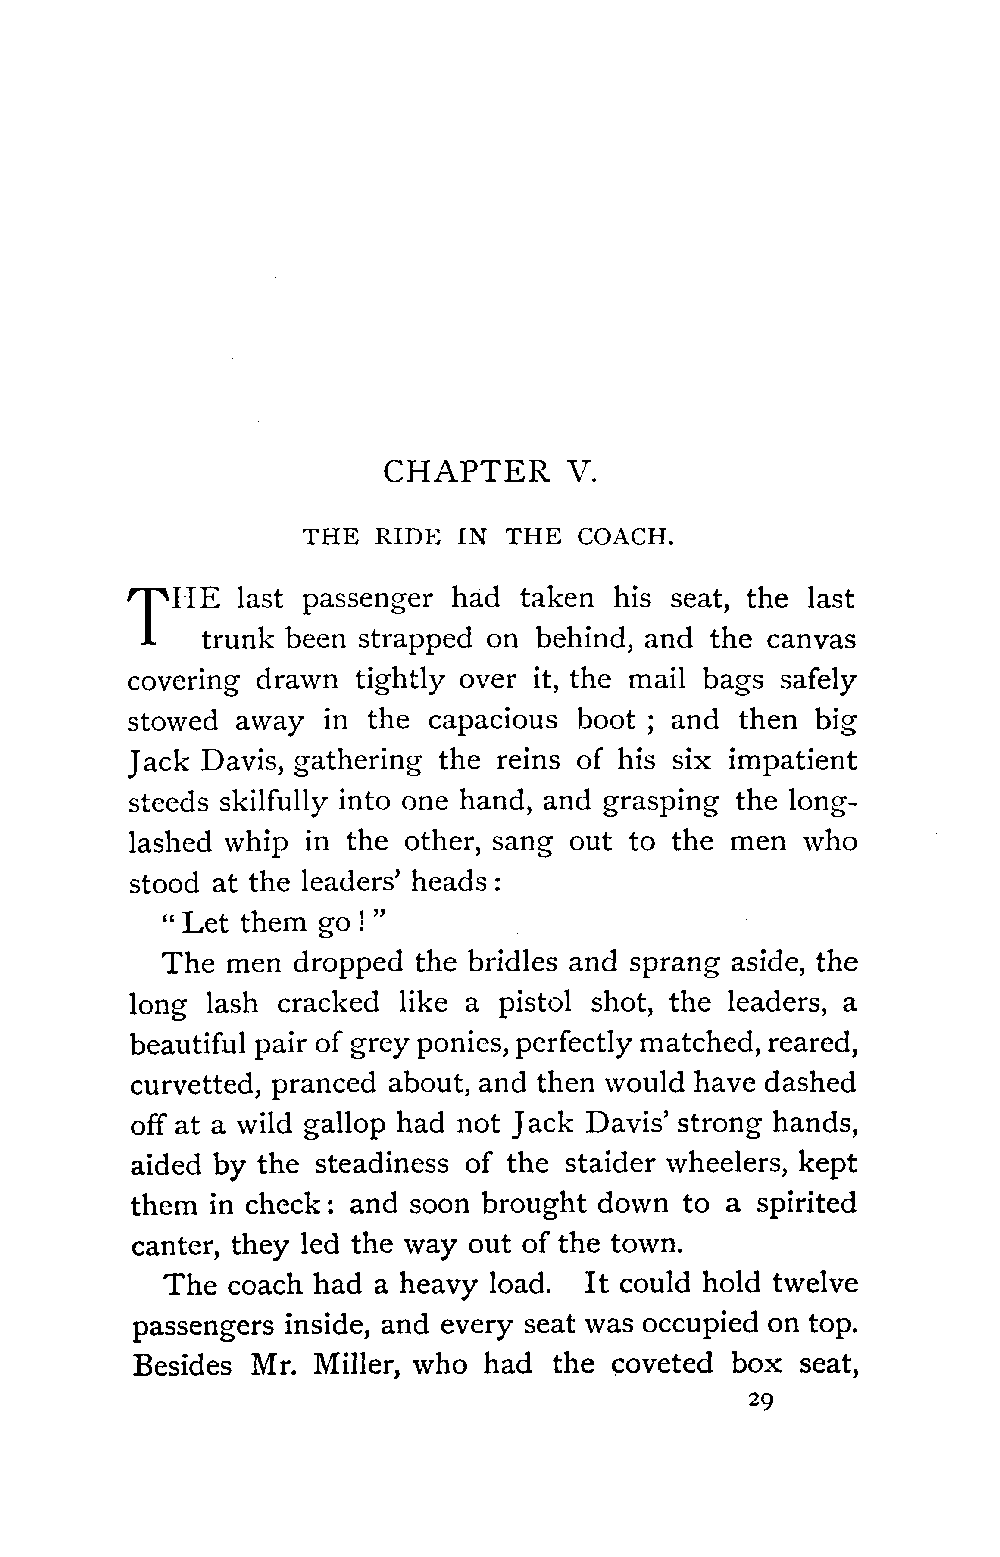 CHAPTER V.
THE RIDE IN THE COACH.
THE last passenger had taken his seat, the last
trunk been strapped on behind, and the canvas
covering drawn tightly over it, the mail bags safely
stowed away in the capacious boot ; and then big
Jack Davis, gathering the reins of his six impatient
steeds skilfully into one hand, and grasping the long-
lashed whip in the other, sang out to the men who
stood at the leaders' heads :
" Let them go ! "
The men dropped the bridles and sprang aside, the
long lash cracked like a pistol shot, the leaders, a
beautiful pair of grey ponies, perfectly matched, reared,
curvetted, pranced about, and then would have dashed
off at a wild gallop had not Jack Davis' strong hands,
aided by the steadiness of the staider wheelers, kept
them in check : and soon brought down to a spirited
canter, they led the way out of the town.
The coach had a heavy load. It could hold twelve
passengers inside, and every seat was occupied on top.
Besides Mr. Miller, who had the coveted box seat,
29